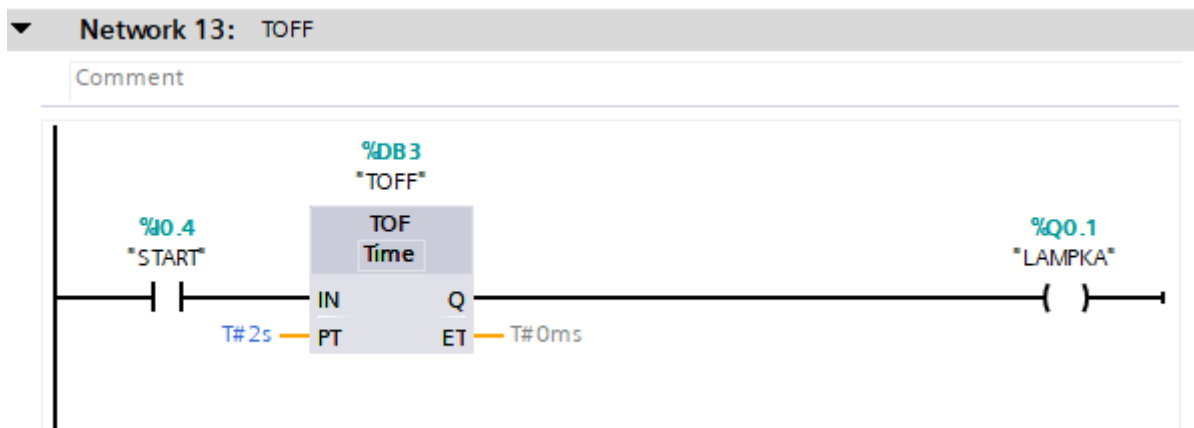 Network 13: TOFF
Comment
%DB3
"TOFF"
%I0.4
"START"
TOF
Time
%Q0.1
"LAMPKA"
IN Q
T#2s PT ET T#0ms